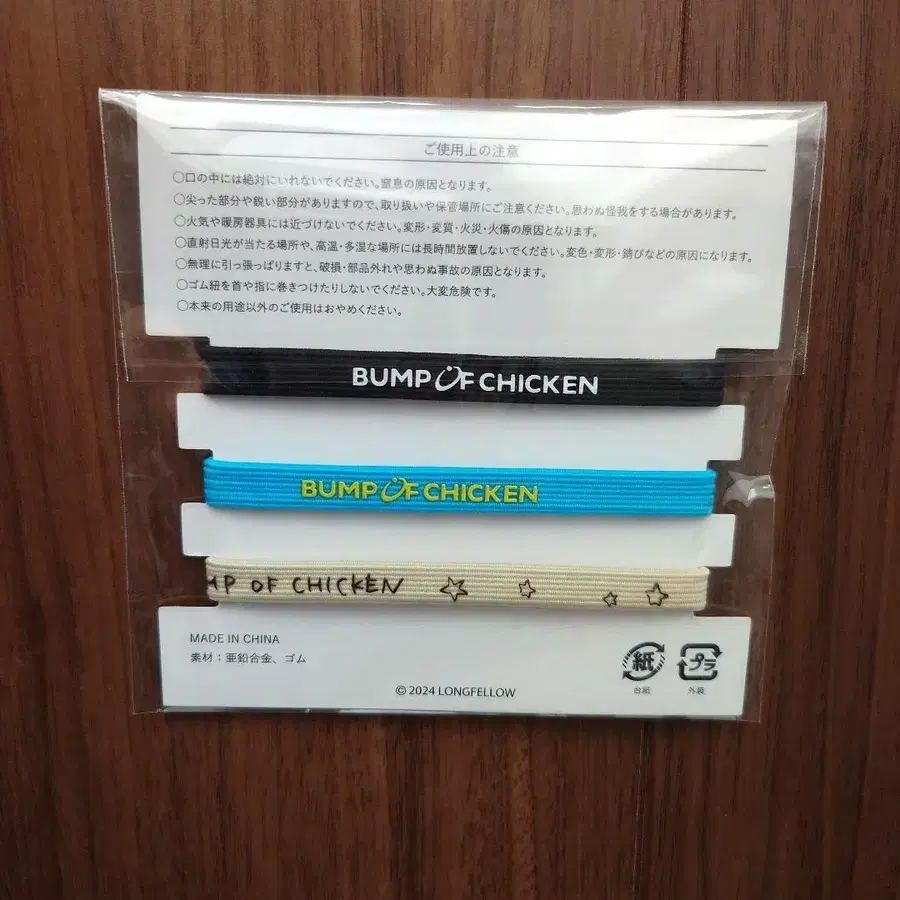 ご使用上の注意
○口の中には絶対にいれないでください。窒息の原因となります。
○尖った部分や鋭い部分がありますので、取り扱いや保管場所にご注意ください。思わぬ怪我をする場合があります。
○火気や暖房器具には近づけないでください。変形・変質・火災・火傷の原因となります。
○直射日光が当たる場所や、高温・多湿な場所には長時間放置しないでください。変色・変形・錆びなどの原因になります。
○無理に引っ張っぱりますと、破損・部品外れや思わぬ事故の原因となります。
○ゴム紐を首や指に巻きつけたりしないでください。大変危険です。
○本来の用途以外のご使用はおやめください。
BUMP OF CHICKEN
BUMP OF CHICKEN
MP OF CHICKEN
MADE IN CHINA
素材：亜鉛合金、ゴム
紙
プラ
台紙
外装
© 2024 LONGFELLOW